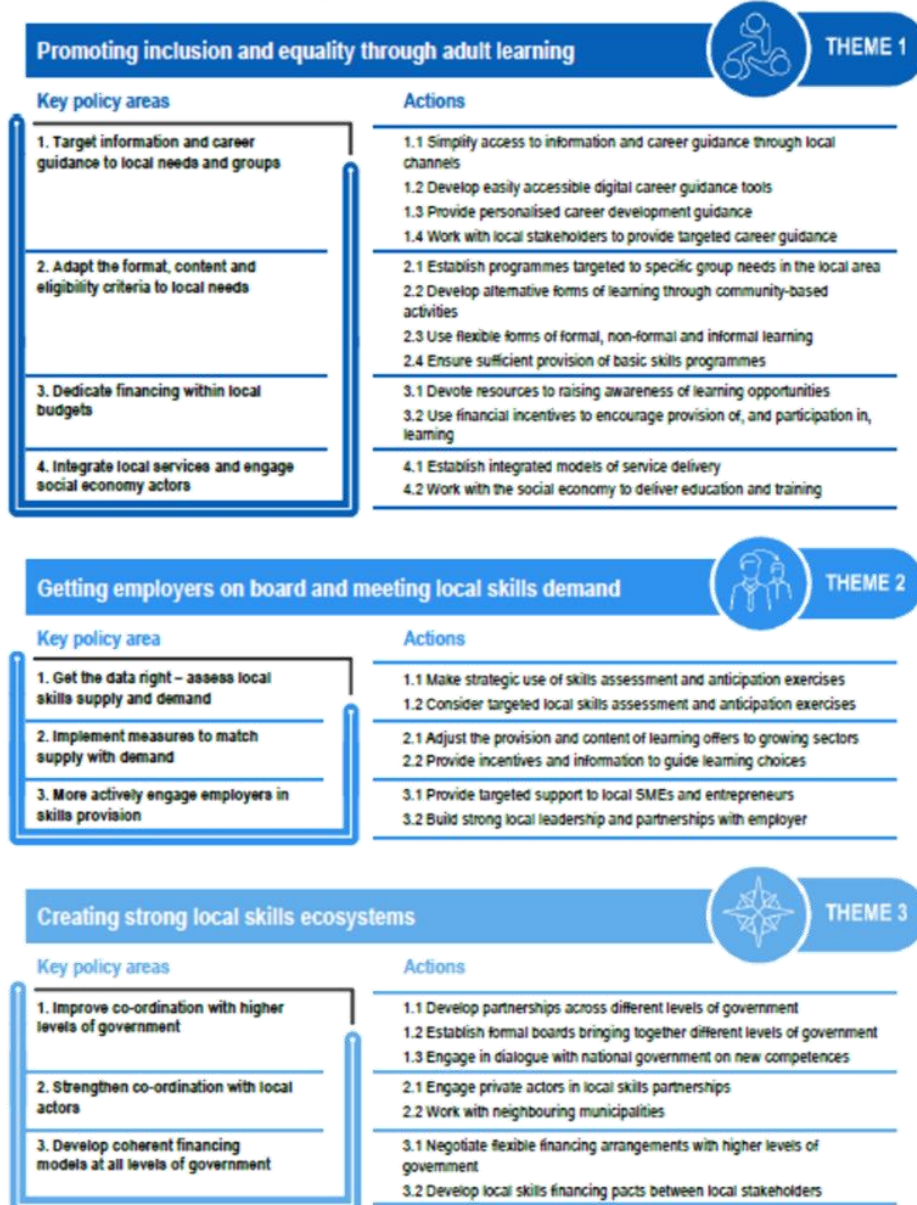 Promoting inclusion and equality through adult learning
THEME 1
Key policy areas
Actions
1. Target information and career
guidance to local needs and groups
1.1 Simplify access to information and career guidance through local
channels
1.2 Develop easily accessible digital career guidance tools
1.3 Provide personalised career development guidance
1.4 Work with local stakeholders to provide targeted career guidance
2. Adapt the format, content and
eligibility criteria to local needs
2.1 Establish programmes targeted to specific group needs in the local area
2.2 Develop alternative forms of learning through community-based
activities
2.3 Use flexible forms of formal, non-formal and informal learning
2.4 Ensure sufficient provision of basic skills programmes
3. Dedicate financing within local
budgets
3.1 Devote resources to raising awareness of learning opportunities
3.2 Use financial incentives to encourage provision of, and participation in,
learning
4. Integrate local services and engage
social economy actors
4.1 Establish integrated models of service delivery
4.2 Work with the social economy to deliver education and training
Getting employers on board and meeting local skills demand
THEME 2
Key policy area
Actions
1. Get the data right – assess local
skills supply and demand
1.1 Make strategic use of skills assessment and anticipation exercises
1.2 Consider targeted local skills assessment and anticipation exercises
2. Implement measures to match
supply with demand
2.1 Adjust the provision and content of learning offers to growing sectors
2.2 Provide incentives and information to guide learning choices
3. More actively engage employers in
skills provision
3.1 Provide targeted support to local SMEs and entrepreneurs
3.2 Build strong local leadership and partnerships with employer
Creating strong local skills ecosystems
THEME 3
Key policy areas
Actions
1. Improve co-ordination with higher
levels of government
1.1 Develop partnerships across different levels of government
1.2 Establish formal boards bringing together different levels of government
1.3 Engage in dialogue with national government on new competences
2. Strengthen co-ordination with local
actors
2.1 Engage private actors in local skills partnerships
2.2 Work with neighbouring municipalities
3. Develop coherent financing
models at all levels of government
3.1 Negotiate flexible financing arrangements with higher levels of
government
3.2 Develop local skills financing pacts between local stakeholders